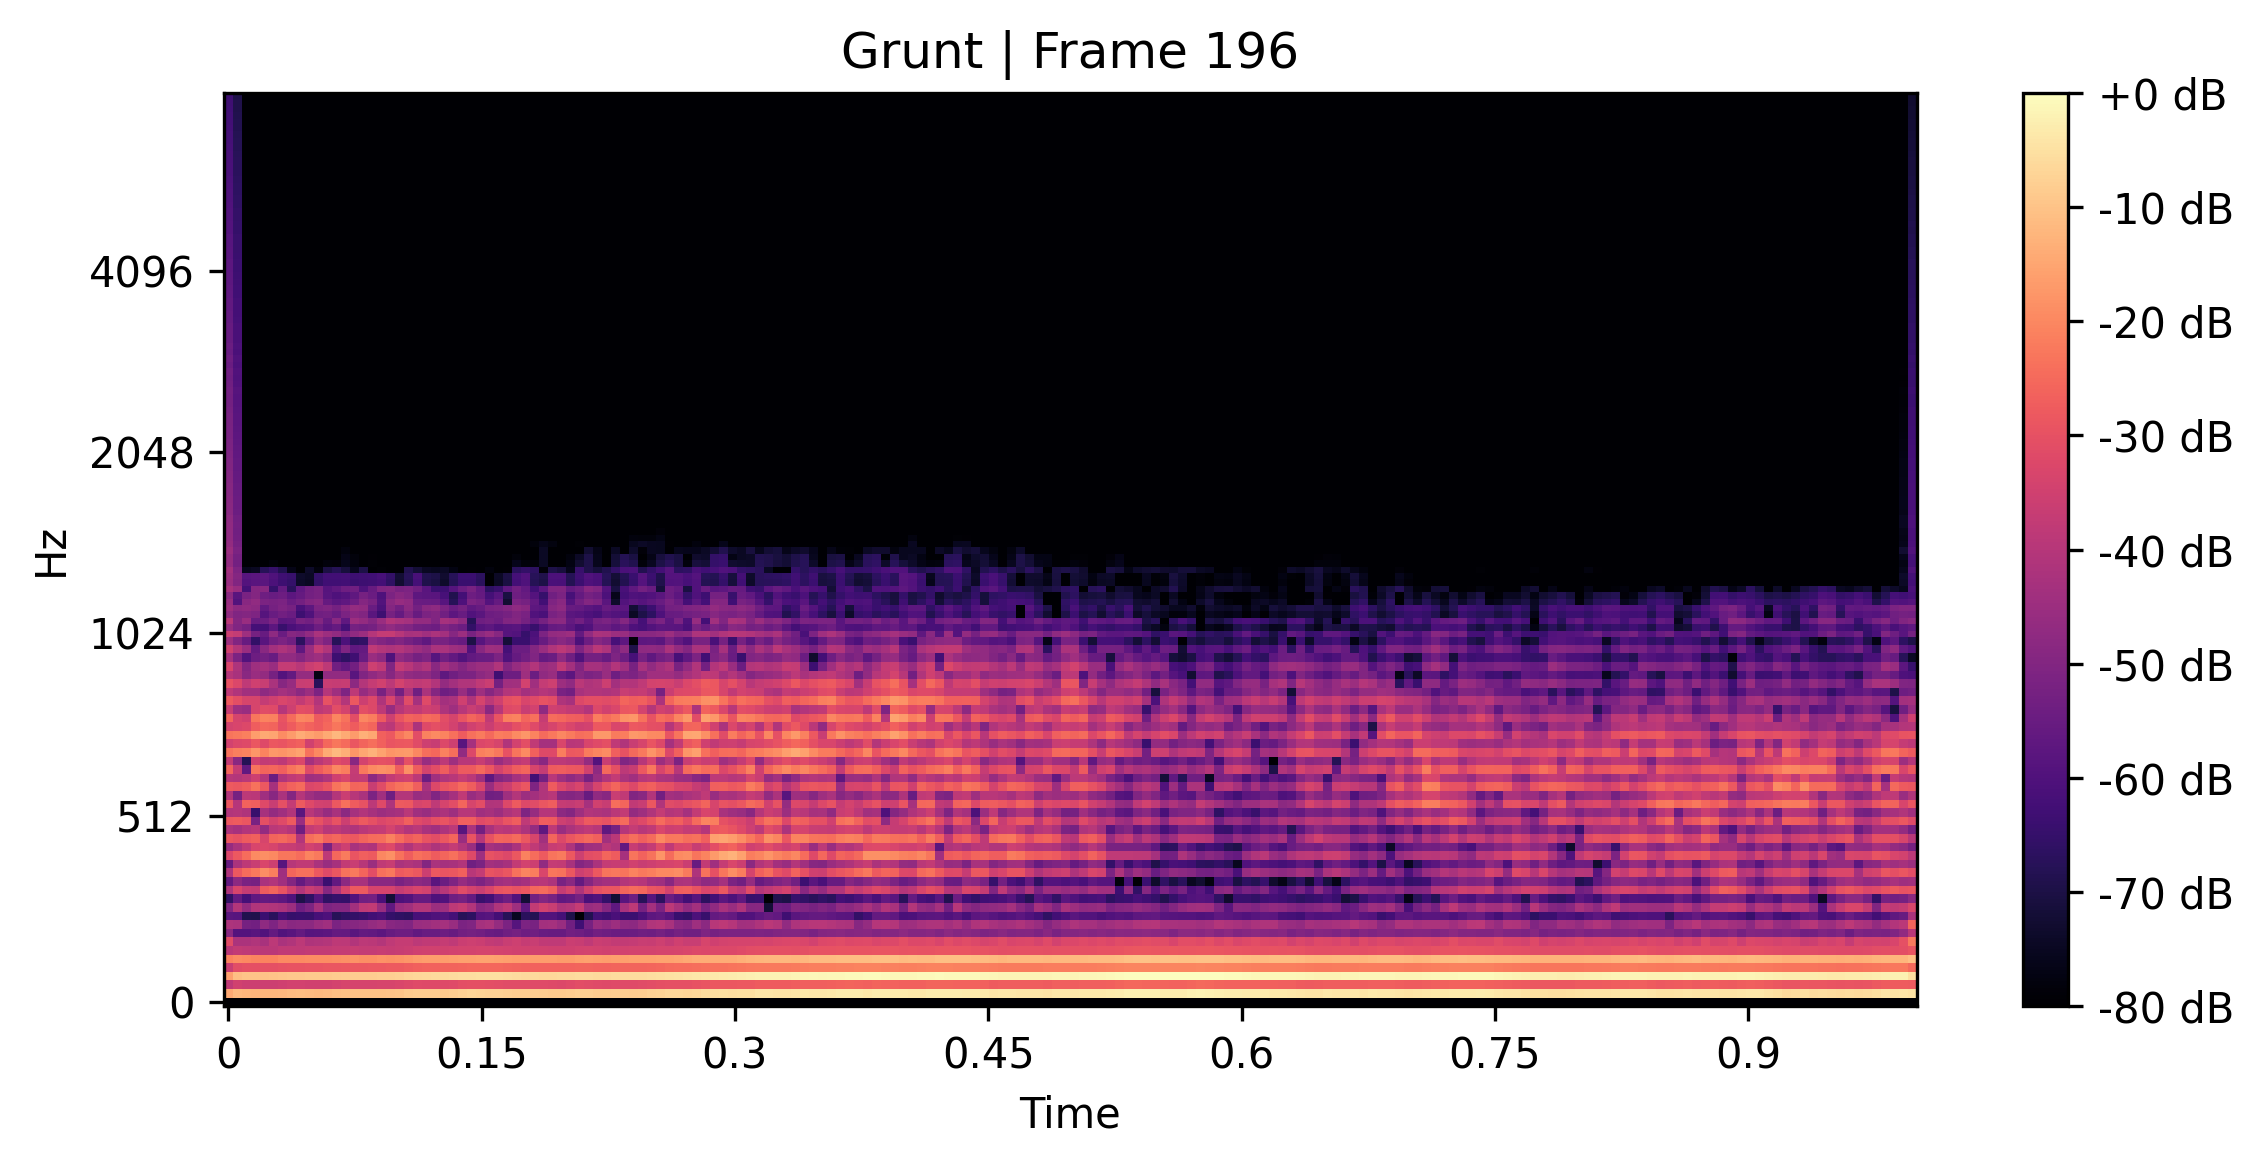 Grunt | Frame 196
Hz
4096
2048
1024
512
0
0
0.15
0.3
0.45
0.6
0.75
0.9
Time
+0 dB
-10 dB
-20 dB
-30 dB
-40 dB
-50 dB
-60 dB
-70 dB
-80 dB